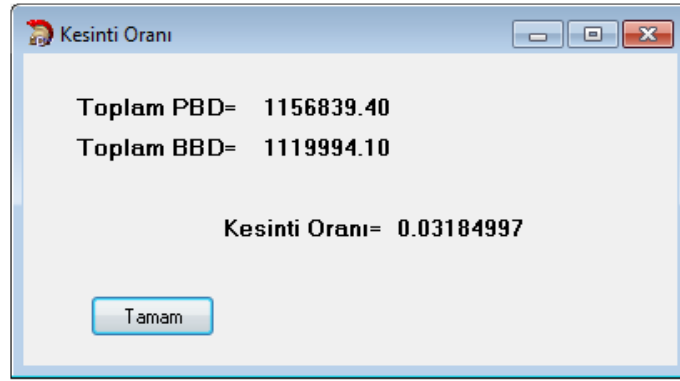 Kesinti Oranı
Toplam PBD= 1156839.40
Toplam BBD= 1119994.10
Kesinti Oranı= 0.03184997
Tamam